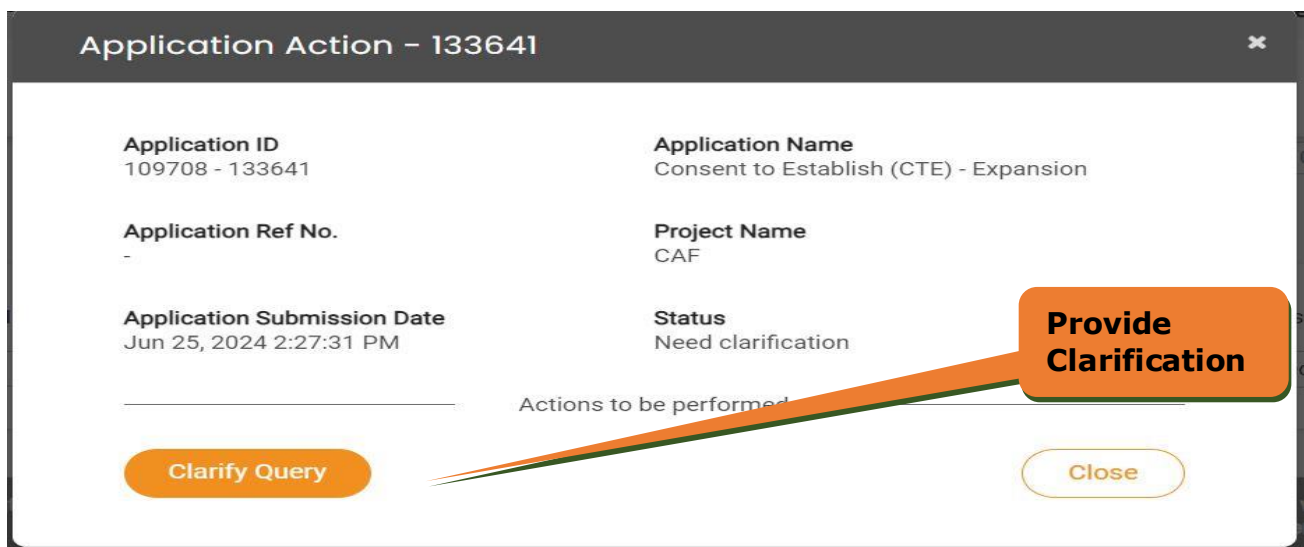 Application Action - 133641
Application ID
109708 - 133641
Application Name
Consent to Establish (CTE) - Expansion
Application Ref No.
-
Project Name
CAF
Application Submission Date
Jun 25, 2024 2:27:31 PM
Status
Need clarification
Provide
Clarification
Actions to be performed
Clarify Query
Close